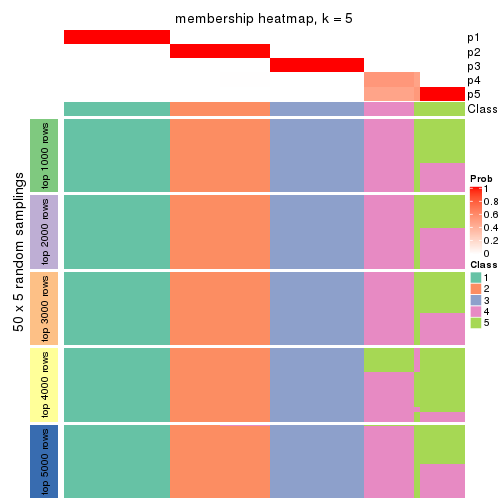 membership heatmap, k = 5
p1
p2
p3
p4
p5
Class
50 x 5 random samplings
top 1000 rows
top 2000 rows
top 3000 rows
top 4000 rows
top 5000 rows
Prob
1
0.8
0.6
0.4
0.2
0
Class
1
2
3
4
5